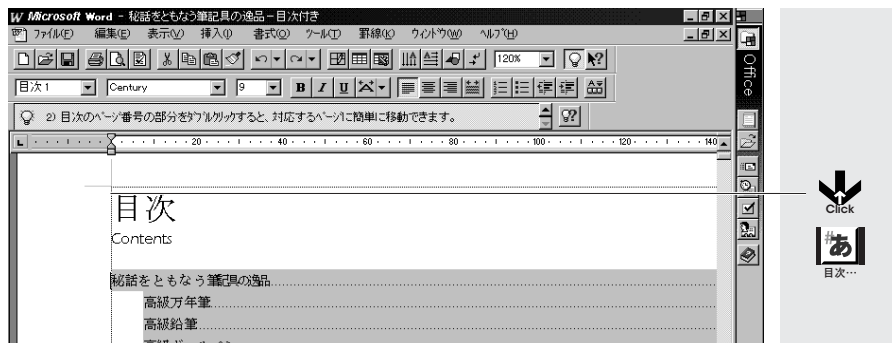 Microsoft Word - 秘話をともなう筆記具の逸品－目次付き
ファイル(F) 編集(E) 表示(V) 挿入(I) 書式(O) ツール(T) 罫線(K) ウィンドウ(W) ヘルプ(H)
120%
目次 1 Century 9 B I U
2) 目次のページ番号の部分をダブルクリックすると、対応するページに簡単に移動できます。
20 40 60 80 100 120 140
Office
目次
Contents
秘話をともなう筆記具の逸品
高級万年筆
高級鉛筆
Click
#あ
目次…